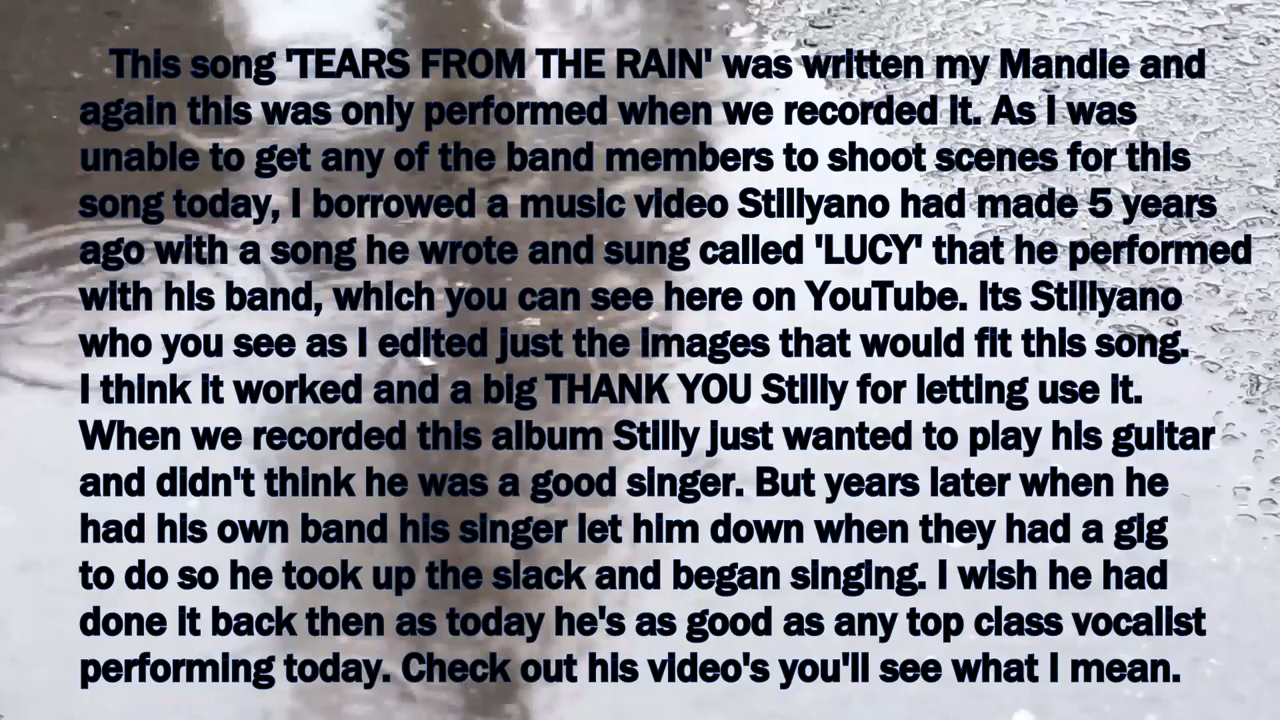 This song 'TEARS FROM THE RAIN' was written my Mandie and
again this was only performed when we recorded it. As I was
unable to get any of the band members to shoot scenes for this
song today, I borrowed a music video Stillyano had made 5 years
ago with a song he wrote and sung called 'LUCY' that he performed
with his band, which you can see here on YouTube. Its Stillyano
who you see as I edited just the images that would fit this song.
I think it worked and a big THANK YOU Stilly for letting use it.
When we recorded this album Stilly just wanted to play his guitar
and didn't think he was a good singer. But years later when he
had his own band his singer let him down when they had a gig
to do so he took up the slack and began singing. I wish he had
done it back then as today he's as good as any top class vocalist
performing today. Check out his video's you'll see what I mean.